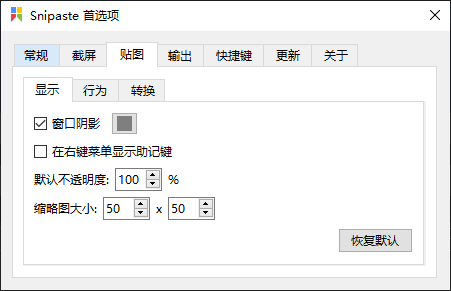 Snipaste 首选项
常规 截屏 贴图 输出 快捷键 更新 关于
显示 行为 转换
窗口阴影
在右键菜单显示助记键
默认不透明度: 100 %
缩略图大小: 50 x 50
恢复默认